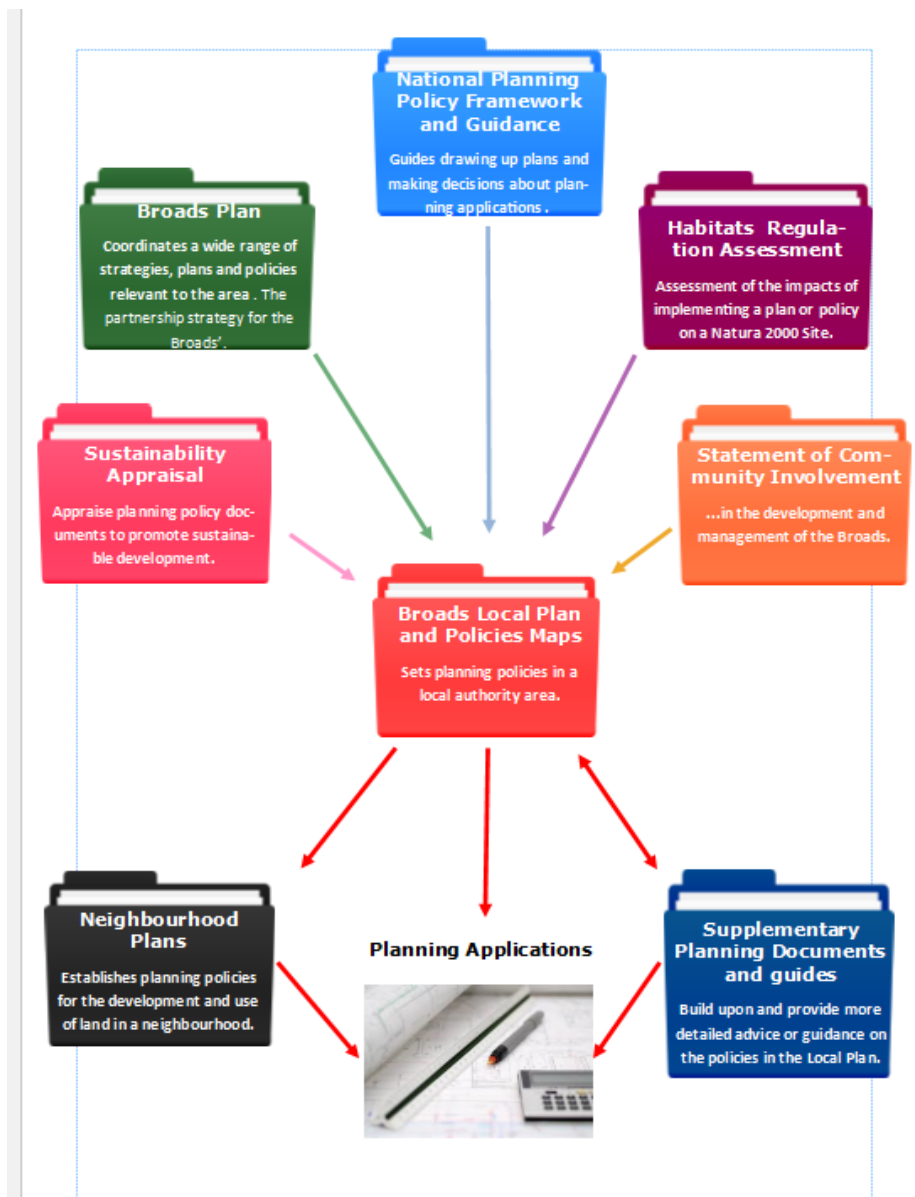 National Planning
Policy Framework
and Guidance
Guides drawing up plans and
making decisions about plan-
ning applications .
Broads Plan
Coordinates a wide range of
strategies, plans and policies
relevant to the area . The
partnership strategy for the
Broads’.
Habitats Regula-
tion Assessment
Assessment of the impacts of
implementing a plan or policy
on a Natura 2000 Site.
Sustainability
Appraisal
Appraise planning policy doc-
uments to promote sustaina-
ble development.
Statement of Com-
munity Involvement
...in the development and
management of the Broads.
Broads Local Plan
and Policies Maps
Sets planning policies in a
local authority area.
Neighbourhood
Plans
Establishes planning policies
for the development and use
of land in a neighbourhood.
Planning Applications
Supplementary
Planning Documents
and guides
Build upon and provide more
detailed advice or guidance on
the policies in the Local Plan.